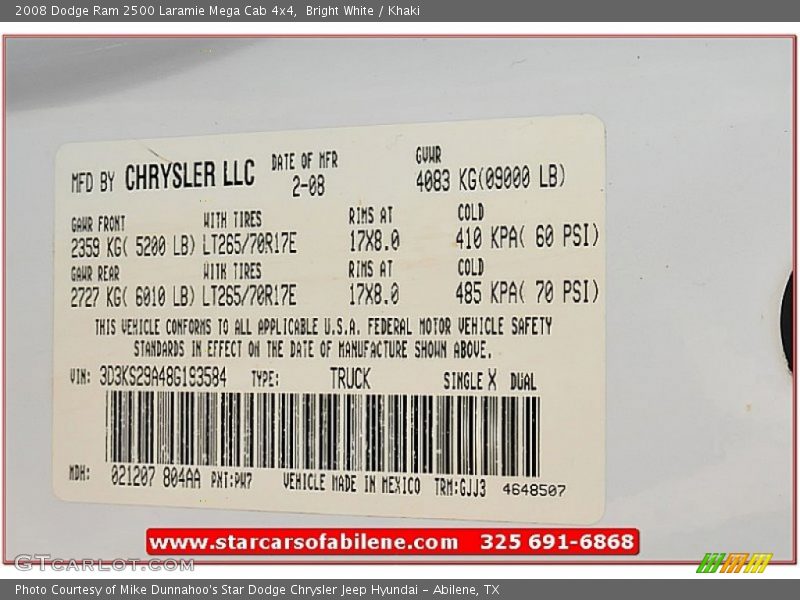 2008 Dodge Ram 2500 Laramie Mega Cab 4x4, Bright White / Khaki
MFD BY CHRYSLER LLC DATE OF MFR GVWR
2-08 4083 KG(09000 LB)
GAWR FRONT WITH TIRES RIMS AT COLD
2359 KG( 5200 LB) LT265/70R17E 17X8.0 410 KPA( 60 PSI)
GAWR REAR WITH TIRES RIMS AT COLD
2727 KG( 6010 LB) LT265/70R17E 17X8.0 485 KPA( 70 PSI)
THIS VEHICLE CONFORMS TO ALL APPLICABLE U.S.A. FEDERAL MOTOR VEHICLE SAFETY
STANDARDS IN EFFECT ON THE DATE OF MANUFACTURE SHOWN ABOVE.
VIN: 3D3KS29A48G193584 TYPE: TRUCK SINGLE X DUAL
MDH: 021207 804AA PNT:PW7 VEHICLE MADE IN MEXICO TRM:GJJ3 4648507
www.starcarsofabilene.com 325 691-6868
GTCARLOT.COM
Photo Courtesy of Mike Dunnahoo's Star Dodge Chrysler Jeep Hyundai - Abilene, TX